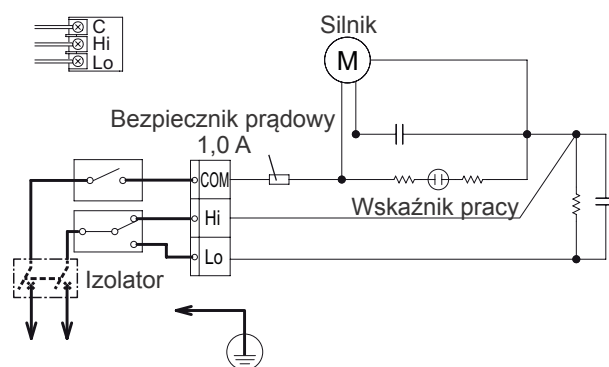 C
Hi
Lo
Silnik
M
Bezpiecznik prądowy
1,0 A
COM
Hi
Wskaźnik pracy
Lo
Izolator